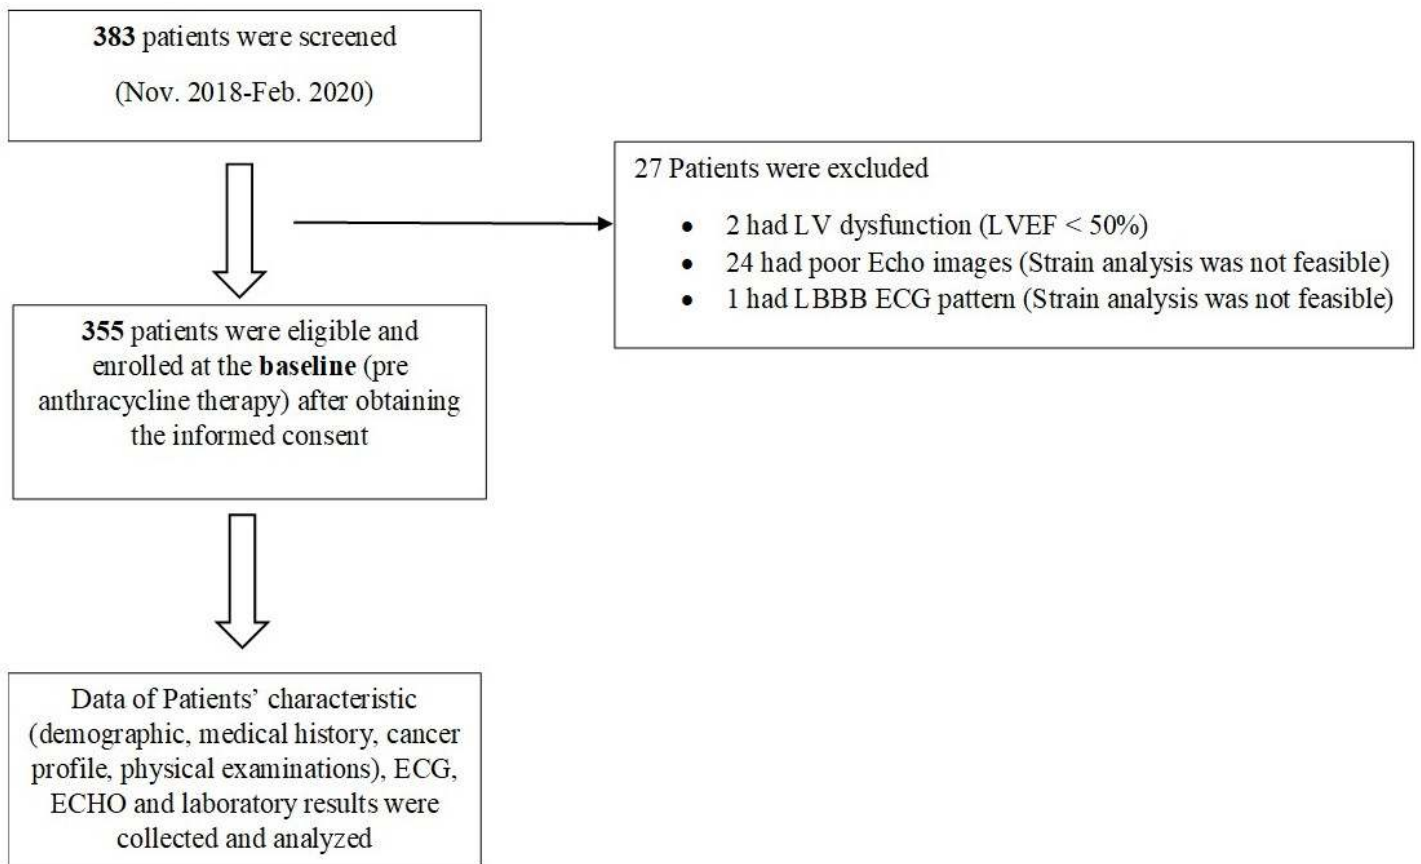 383 patients were screened
(Nov. 2018-Feb. 2020)
27 Patients were excluded
• 2 had LV dysfunction (LVEF < 50%)
• 24 had poor Echo images (Strain analysis was not feasible)
• 1 had LBBB ECG pattern (Strain analysis was not feasible)
355 patients were eligible and
enrolled at the baseline (pre
anthracycline therapy) after obtaining
the informed consent
Data of Patients’ characteristic
(demographic, medical history, cancer
profile, physical examinations), ECG,
ECHO and laboratory results were
collected and analyzed